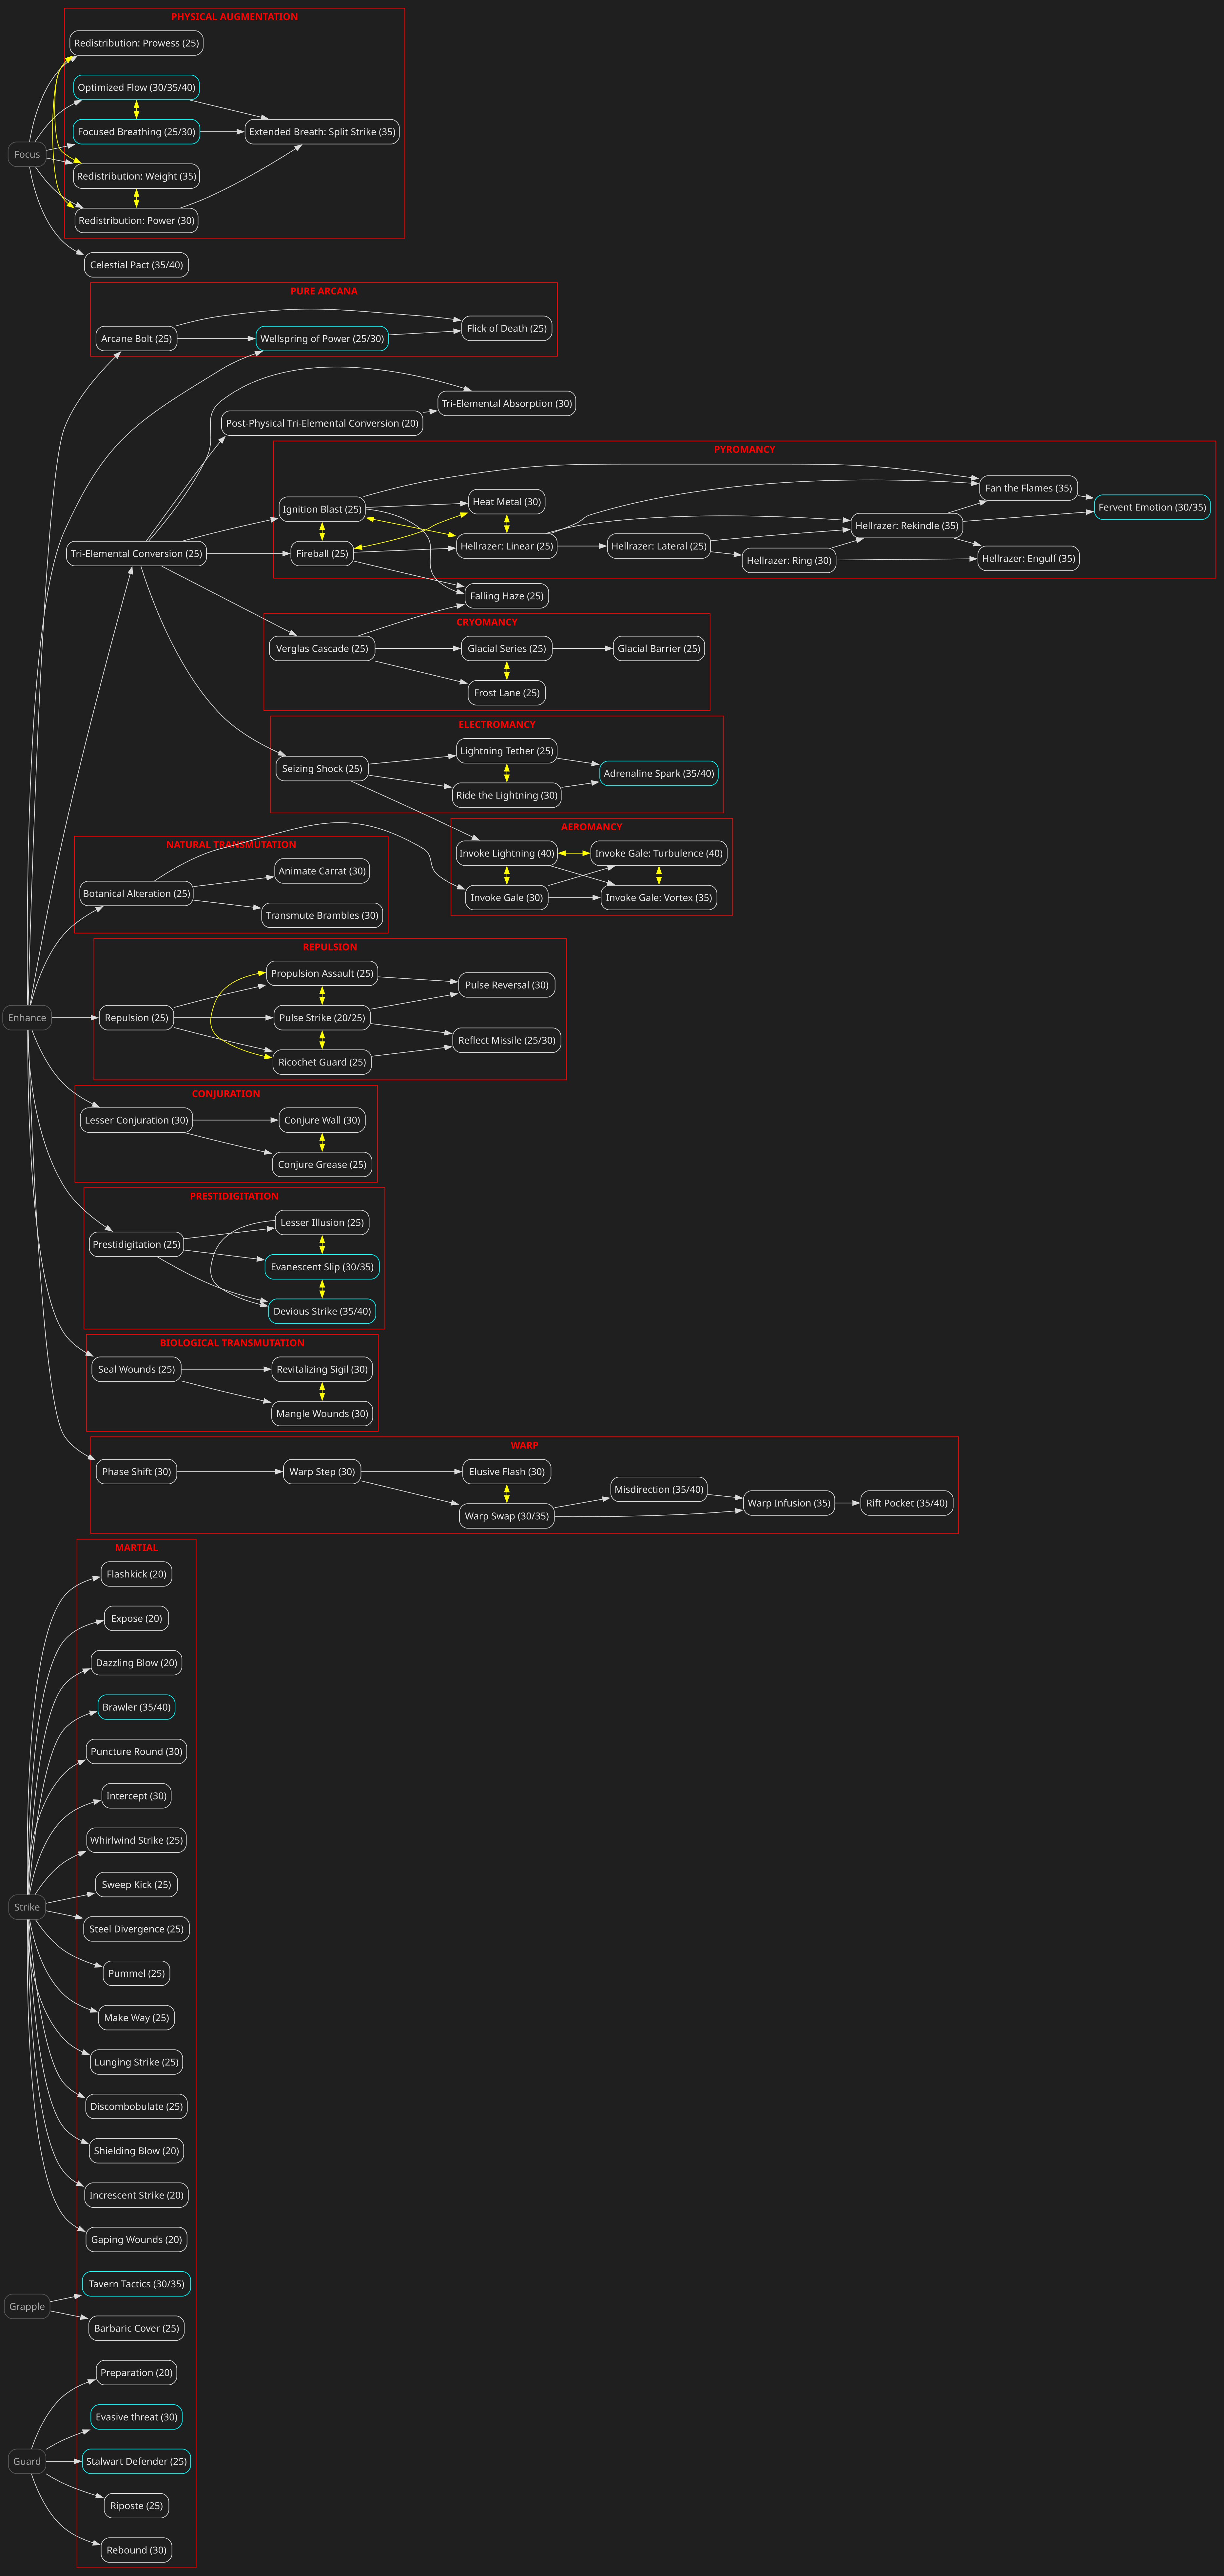 PHYSICAL AUGMENTATION
Redistribution: Prowess (25)
Optimized Flow (30/35/40)
Focused Breathing (25/30)
Extended Breath: Split Strike (35)
Focus
Redistribution: Weight (35)
Redistribution: Power (30)
Celestial Pact (35/40)
PURE ARCANA
Arcane Bolt (25)
Wellspring of Power (25/30)
Flick of Death (25)
Tri-Elemental Absorption (30)
Post-Physical Tri-Elemental Conversion (20)
PYROMANCY
Ignition Blast (25)
Heat Metal (30)
Fan the Flames (35)
Fervent Emotion (30/35)
Tri-Elemental Conversion (25)
Fireball (25)
Hellrazer: Linear (25)
Hellrazer: Lateral (25)
Hellrazer: Ring (30)
Hellrazer: Rekindle (35)
Hellrazer: Engulf (35)
Falling Haze (25)
CRYOMANCY
Verglas Cascade (25)
Glacial Series (25)
Glacial Barrier (25)
Frost Lane (25)
ELECTROMANCY
Seizing Shock (25)
Lightning Tether (25)
Adrenaline Spark (35/40)
Ride the Lightning (30)
AEROMANCY
Invoke Lightning (40)
Invoke Gale: Turbulence (40)
Invoke Gale (30)
Invoke Gale: Vortex (35)
NATURAL TRANSMUTATION
Botanical Alteration (25)
Animate Carrat (30)
Transmute Brambles (30)
REPULSION
Enhance
Repulsion (25)
Propulsion Assault (25)
Pulse Strike (20/25)
Ricochet Guard (25)
Pulse Reversal (30)
Reflect Missile (25/30)
CONJURATION
Lesser Conjuration (30)
Conjure Wall (30)
Conjure Grease (25)
PRESTIDIGITATION
Prestidigitation (25)
Lesser Illusion (25)
Evanescent Slip (30/35)
Devious Strike (35/40)
BIOLOGICAL TRANSMUTATION
Seal Wounds (25)
Revitalizing Sigil (30)
Mangle Wounds (30)
WARP
Phase Shift (30)
Warp Step (30)
Elusive Flash (30)
Warp Swap (30/35)
Misdirection (35/40)
Warp Infusion (35)
Rift Pocket (35/40)
MARTIAL
Flashkick (20)
Expose (20)
Dazzling Blow (20)
Brawler (35/40)
Puncture Round (30)
Intercept (30)
Whirlwind Strike (25)
Sweep Kick (25)
Strike
Steel Divergence (25)
Pummel (25)
Make Way (25)
Lunging Strike (25)
Discombobulate (25)
Shielding Blow (20)
Increscent Strike (20)
Gaping Wounds (20)
Tavern Tactics (30/35)
Grapple
Barbaric Cover (25)
Preparation (20)
Evasive threat (30)
Guard
Stalwart Defender (25)
Riposte (25)
Rebound (30)